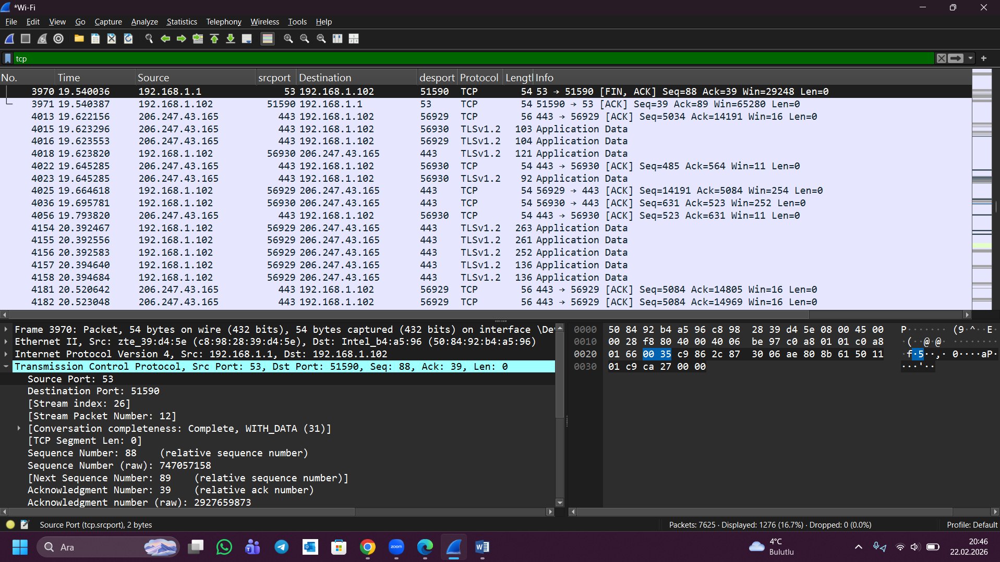 *Wi-Fi
File Edit View Go Capture Analyze Statistics Telephony Wireless Tools Help
tcp
No. Time Source srcport Destination desport Protocol Lengtl Info
3970 19.540036 192.168.1.1 53 192.168.1.102 51590 TCP 54 53 → 51590 [FIN, ACK] Seq=88 Ack=39 Win=29248 Len=0
3971 19.540387 192.168.1.102 51590 192.168.1.1 53 TCP 54 51590 → 53 [ACK] Seq=39 Ack=89 Win=65280 Len=0
4013 19.622156 206.247.43.165 443 192.168.1.102 56929 TCP 56 443 → 56929 [ACK] Seq=5034 Ack=14191 Win=16 Len=0
4015 19.623296 206.247.43.165 443 192.168.1.102 56930 TLSv1.2 103 Application Data
4016 19.623553 206.247.43.165 443 192.168.1.102 56929 TLSv1.2 104 Application Data
4018 19.623820 192.168.1.102 56930 206.247.43.165 443 TLSv1.2 121 Application Data
4022 19.645285 206.247.43.165 443 192.168.1.102 56930 TCP 54 443 → 56930 [ACK] Seq=485 Ack=564 Win=11 Len=0
4023 19.645285 206.247.43.165 443 192.168.1.102 56930 TLSv1.2 92 Application Data
4025 19.664618 192.168.1.102 56929 206.247.43.165 443 TCP 54 56929 → 443 [ACK] Seq=14191 Ack=5084 Win=254 Len=0
4036 19.695781 192.168.1.102 56930 206.247.43.165 443 TCP 54 56930 → 443 [ACK] Seq=631 Ack=523 Win=252 Len=0
4056 19.793820 206.247.43.165 443 192.168.1.102 56930 TCP 54 443 → 56930 [ACK] Seq=523 Ack=631 Win=11 Len=0
4154 20.392467 192.168.1.102 56929 206.247.43.165 443 TLSv1.2 263 Application Data
4155 20.392556 192.168.1.102 56929 206.247.43.165 443 TLSv1.2 261 Application Data
4156 20.392583 192.168.1.102 56929 206.247.43.165 443 TLSv1.2 252 Application Data
4157 20.394640 192.168.1.102 56929 206.247.43.165 443 TLSv1.2 136 Application Data
4158 20.394684 192.168.1.102 56929 206.247.43.165 443 TLSv1.2 136 Application Data
4181 20.520642 206.247.43.165 443 192.168.1.102 56929 TCP 56 443 → 56929 [ACK] Seq=5084 Ack=14805 Win=16 Len=0
4182 20.523048 206.247.43.165 443 192.168.1.102 56929 TCP 56 443 → 56929 [ACK] Seq=5084 Ack=14969 Win=16 Len=0
Frame 3970: Packet, 54 bytes on wire (432 bits), 54 bytes captured (432 bits) on interface \De
Ethernet II, Src: zte_39:d4:5e (c8:98:28:39:d4:5e), Dst: Intel_b4:a5:96 (50:84:92:b4:a5:96)
Internet Protocol Version 4, Src: 192.168.1.1, Dst: 192.168.1.102
Transmission Control Protocol, Src Port: 53, Dst Port: 51590, Seq: 88, Ack: 39, Len: 0
Source Port: 53
Destination Port: 51590
[Stream index: 26]
[Stream Packet Number: 12]
[Conversation completeness: Complete, WITH_DATA (31)]
[TCP Segment Len: 0]
Sequence Number: 88 (relative sequence number)
Sequence Number (raw): 747057158
[Next Sequence Number: 89 (relative sequence number)]
Acknowledgment Number: 39 (relative ack number)
Acknowledgment number (raw): 2927659873
0000 50 84 92 b4 a5 96 c8 98 28 39 d4 5e 08 00 45 00 P······· (9·^··E·
0010 00 28 f8 80 40 00 40 06 be 97 c0 a8 01 01 c0 a8 ·(··@·@· ········
0020 01 66 00 35 c9 86 2c 87 30 06 ae 80 8b 61 50 11 ·f·5··,· 0····aP·
0030 01 c9 ca 27 00 00 ···'··
Source Port (tcp.srcport), 2 bytes
Packets: 7625 · Displayed: 1276 (16.7%) · Dropped: 0 (0.0%)
Profile: Default
Ara
zoom
4°C
Bulutlu
20:46
22.02.2026